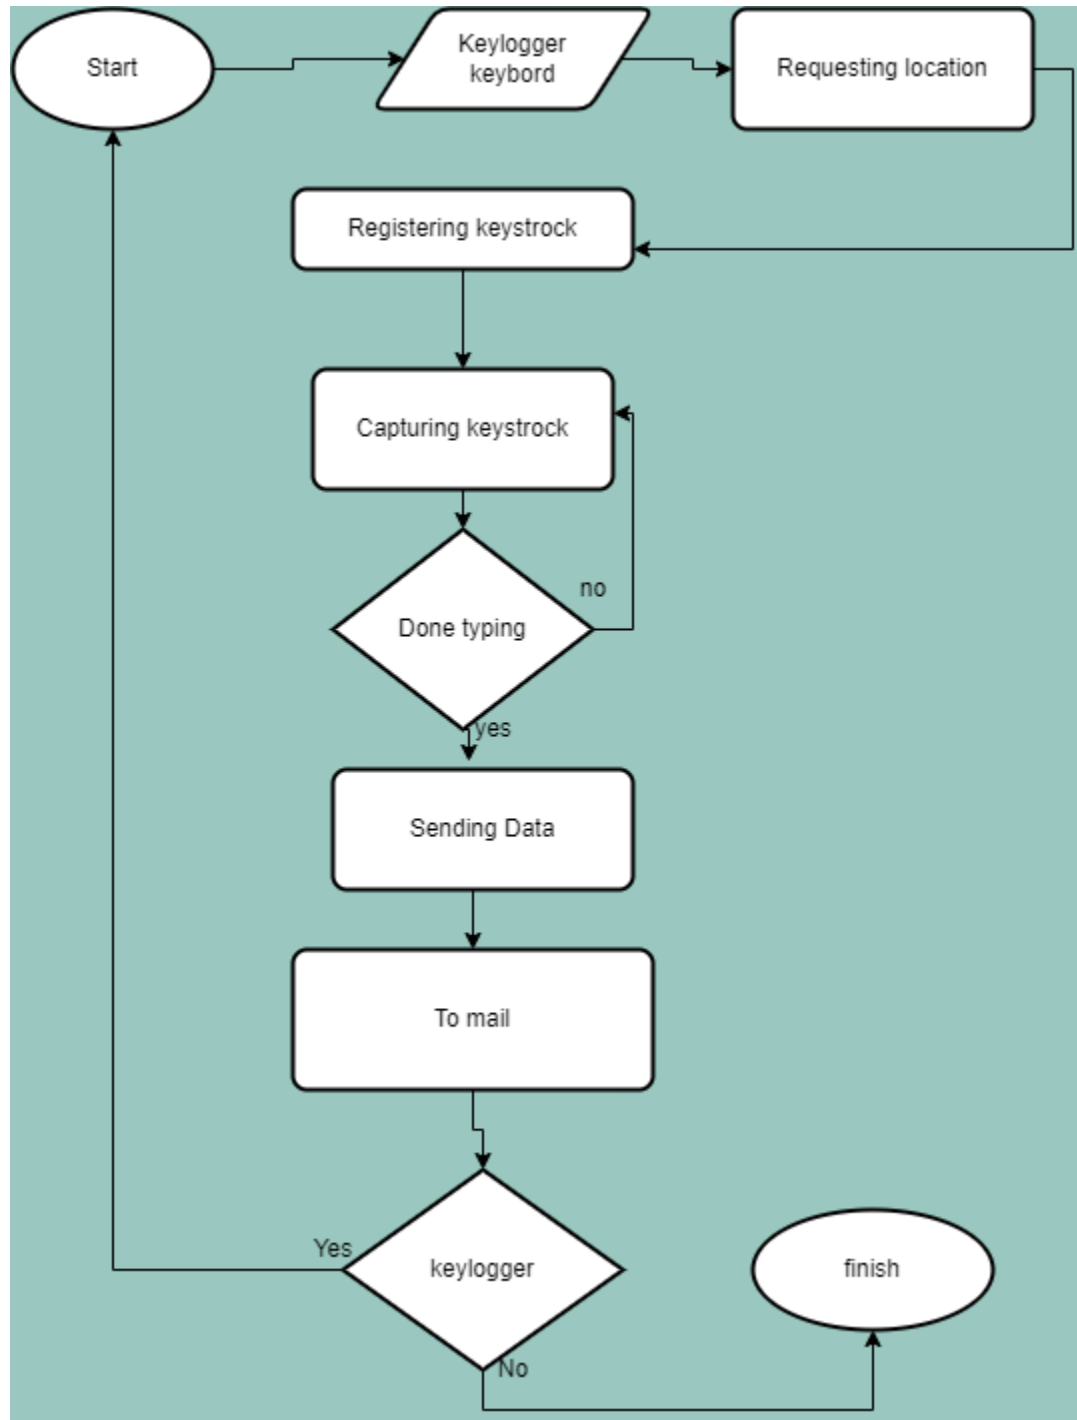 Start
Keylogger
keybord
Requesting location
Registering keystrock
Capturing keystrock
no
Done typing
yes
Sending Data
To mail
Yes
keylogger
finish
No